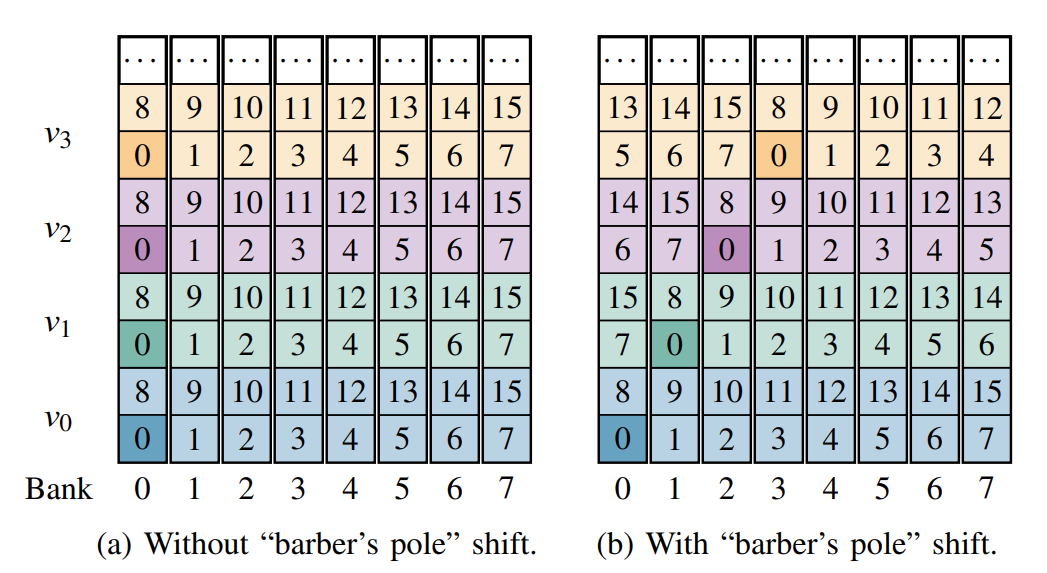 ... ... ... ... ... ... ... ... ... ... ... ... ... ... ... ...
8 9 10 11 12 13 14 15 13 14 15 8 9 10 11 12
v3
0 1 2 3 4 5 6 7 5 6 7 0 1 2 3 4
8 9 10 11 12 13 14 15 14 15 8 9 10 11 12 13
v2
0 1 2 3 4 5 6 7 6 7 0 1 2 3 4 5
8 9 10 11 12 13 14 15 15 8 9 10 11 12 13 14
v1
0 1 2 3 4 5 6 7 7 0 1 2 3 4 5 6
8 9 10 11 12 13 14 15 8 9 10 11 12 13 14 15
v0
0 1 2 3 4 5 6 7 0 1 2 3 4 5 6 7
Bank 0 1 2 3 4 5 6 7 0 1 2 3 4 5 6 7
(a) Without “barber’s pole” shift. (b) With “barber’s pole” shift.